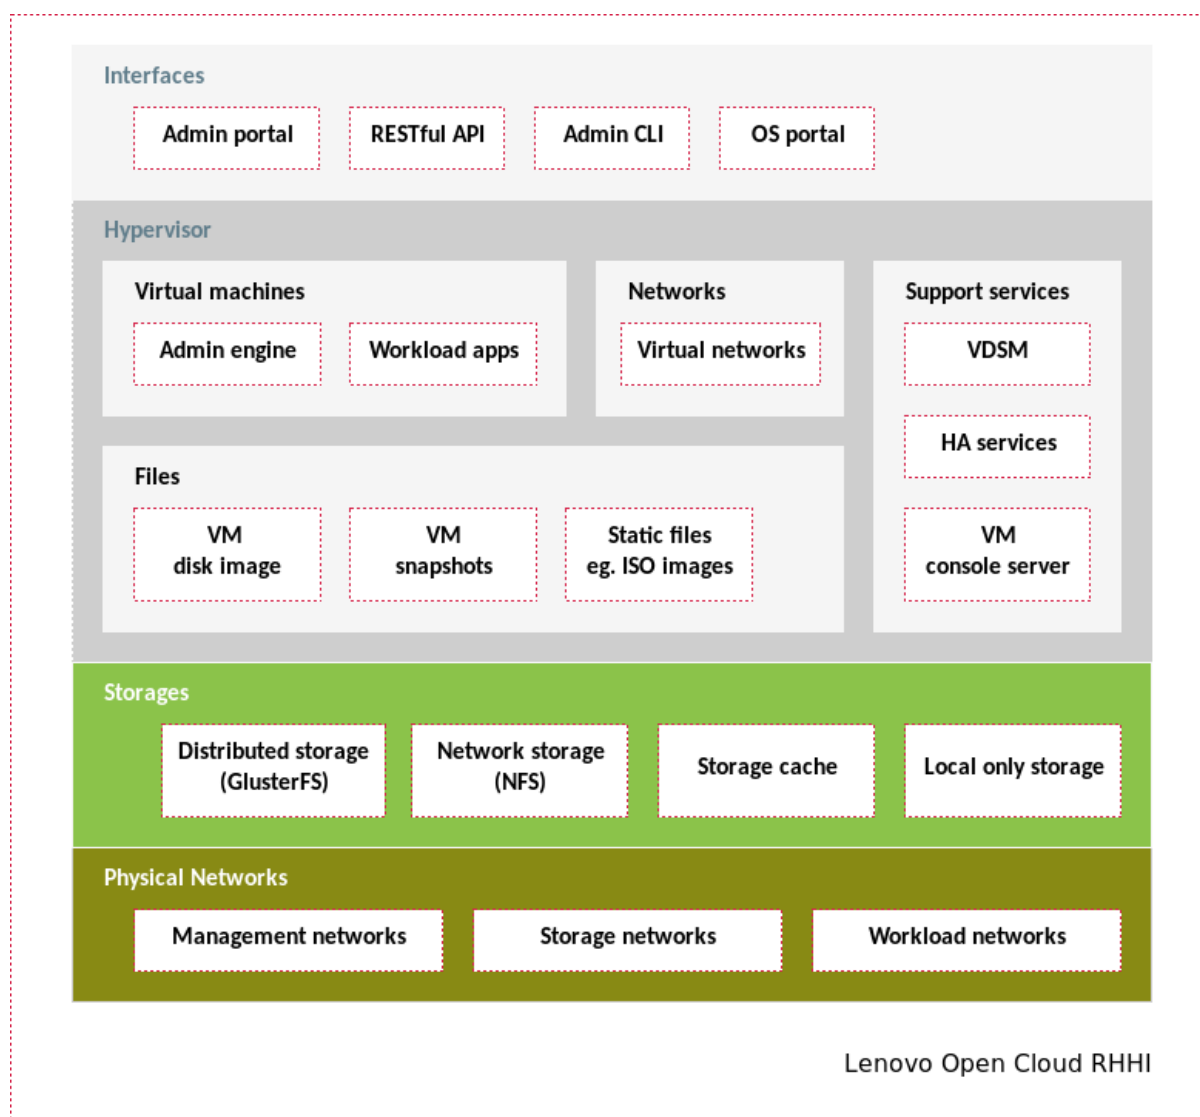 Interfaces
Admin portal
RESTful API
Admin CLI
OS portal
Hypervisor
Virtual machines
Admin engine
Workload apps
Networks
Virtual networks
Support services
VDSM
HA services
VM
console server
Files
VM
disk image
VM
snapshots
Static files
eg. ISO images
Storages
Distributed storage
(GlusterFS)
Network storage
(NFS)
Storage cache
Local only storage
Physical Networks
Management networks
Storage networks
Workload networks
Lenovo Open Cloud RHHI